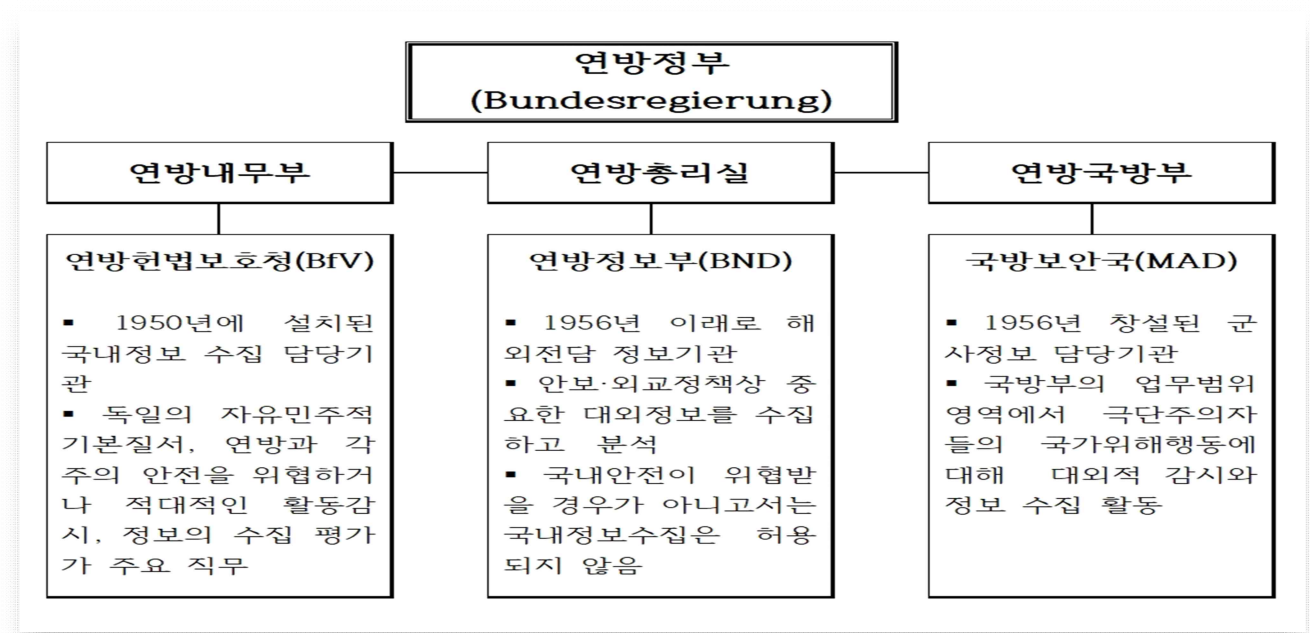 연방정부
(Bundesregierung)
연방내무부
연방총리실
연방국방부
연방헌법보호청(BfV)
▪ 1950년에 설치된
국내정보 수집 담당기
관
▪ 독일의 자유민주적
기본질서, 연방과 각
주의 안전을 위협하거
나 적대적인 활동감
시, 정보의 수집 평가
가 주요 직무
연방정보부(BND)
▪ 1956년 이래로 해
외전담 정보기관
▪ 안보·외교정책상 중
요한 대외정보를 수집
하고 분석
▪ 국내안전이 위협받
을 경우가 아니고서는
국내정보수집은 허용
되지 않음
국방보안국(MAD)
▪ 1956년 창설된 군
사정보 담당기관
▪ 국방부의 업무범위
영역에서 극단주의자
들의 국가위해행동에
대해 대외적 감시와
정보 수집 활동